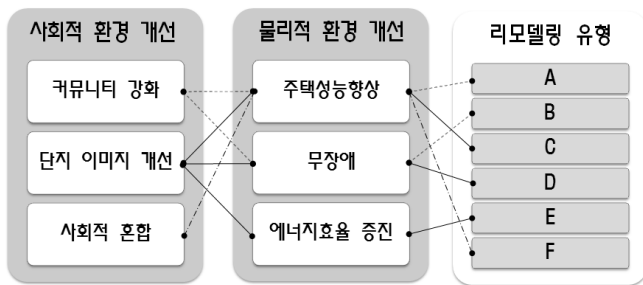 사회적 환경 개선
커뮤니티 강화
단지 이미지 개선
사회적 혼합
물리적 환경 개선
주택성능향상
무장애
에너지효율 증진
리모델링 유형
A
B
C
D
E
F